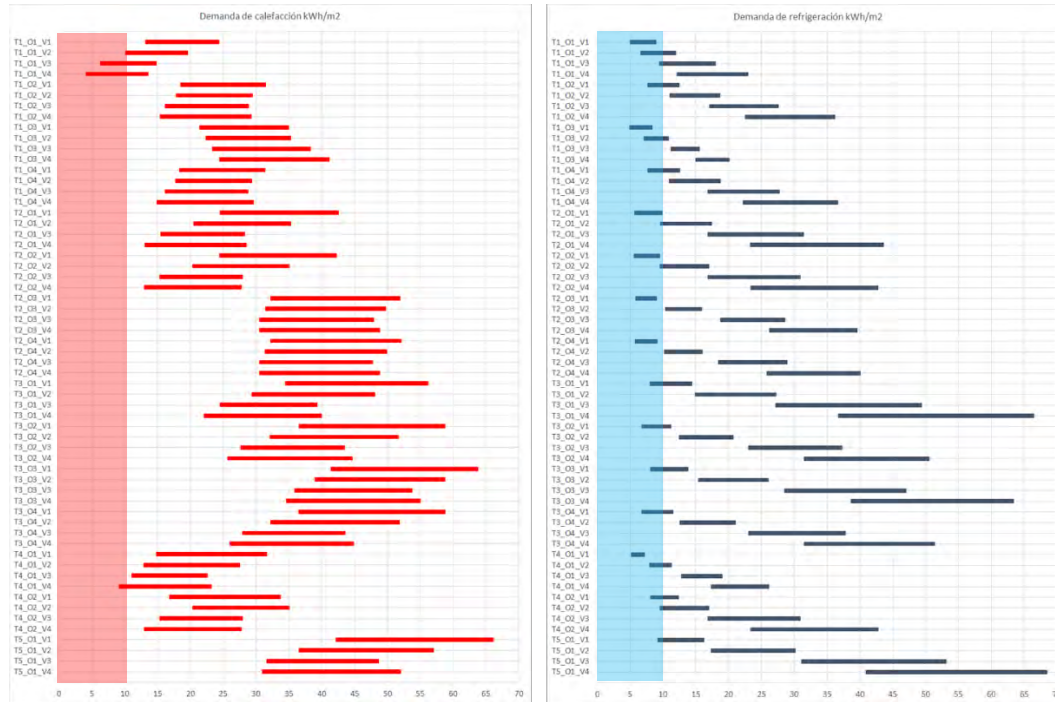 Demanda de calefacción kWh/m2
T1_O1_V1
T1_O1_V2
T1_O1_V3
T1_O1_V4
T1_O2_V1
T1_O2_V2
T1_O2_V3
T1_O2_V4
T1_O3_V1
T1_O3_V2
T1_O3_V3
T1_O3_V4
T1_O4_V1
T1_O4_V2
T1_O4_V3
T1_O4_V4
T2_O1_V1
T2_O1_V2
T2_O1_V3
T2_O1_V4
T2_O2_V1
T2_O2_V2
T2_O2_V3
T2_O2_V4
T2_O3_V1
T2_O3_V2
T2_O3_V3
T2_O3_V4
T2_O4_V1
T2_O4_V2
T2_O4_V3
T2_O4_V4
T3_O1_V1
T3_O1_V2
T3_O1_V3
T3_O1_V4
T3_O2_V1
T3_O2_V2
T3_O2_V3
T3_O2_V4
T3_O3_V1
T3_O3_V2
T3_O3_V3
T3_O3_V4
T3_O4_V1
T3_O4_V2
T3_O4_V3
T3_O4_V4
T4_O1_V1
T4_O1_V2
T4_O1_V3
T4_O1_V4
T4_O2_V1
T4_O2_V2
T4_O2_V3
T4_O2_V4
T5_O1_V1
T5_O1_V2
T5_O1_V3
T5_O1_V4
0 5 10 15 20 25 30 35 40 45 50 55 60 65 70
Demanda de refrigeración kWh/m2
T1_O1_V1
T1_O1_V2
T1_O1_V3
T1_O1_V4
T1_O2_V1
T1_O2_V2
T1_O2_V3
T1_O2_V4
T1_O3_V1
T1_O3_V2
T1_O3_V3
T1_O3_V4
T1_O4_V1
T1_O4_V2
T1_O4_V3
T1_O4_V4
T2_O1_V1
T2_O1_V2
T2_O1_V3
T2_O1_V4
T2_O2_V1
T2_O2_V2
T2_O2_V3
T2_O2_V4
T2_O3_V1
T2_O3_V2
T2_O3_V3
T2_O3_V4
T2_O4_V1
T2_O4_V2
T2_O4_V3
T2_O4_V4
T3_O1_V1
T3_O1_V2
T3_O1_V3
T3_O1_V4
T3_O2_V1
T3_O2_V2
T3_O2_V3
T3_O2_V4
T3_O3_V1
T3_O3_V2
T3_O3_V3
T3_O3_V4
T3_O4_V1
T3_O4_V2
T3_O4_V3
T3_O4_V4
T4_O1_V1
T4_O1_V2
T4_O1_V3
T4_O1_V4
T4_O2_V1
T4_O2_V2
T4_O2_V3
T4_O2_V4
T5_O1_V1
T5_O1_V2
T5_O1_V3
T5_O1_V4
0 5 10 15 20 25 30 35 40 45 50 55 60 65